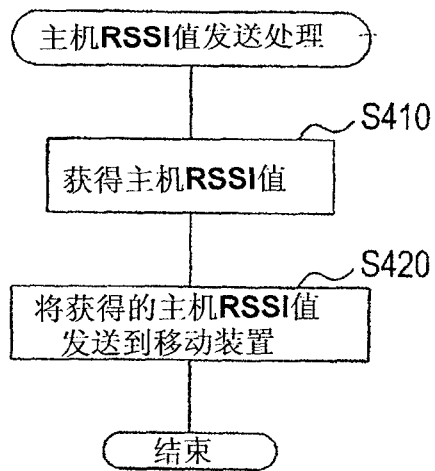 主机RSSI值发送处理
S410
获得主机RSSI值
S420
将获得的主机RSSI值
发送到移动装置
结束